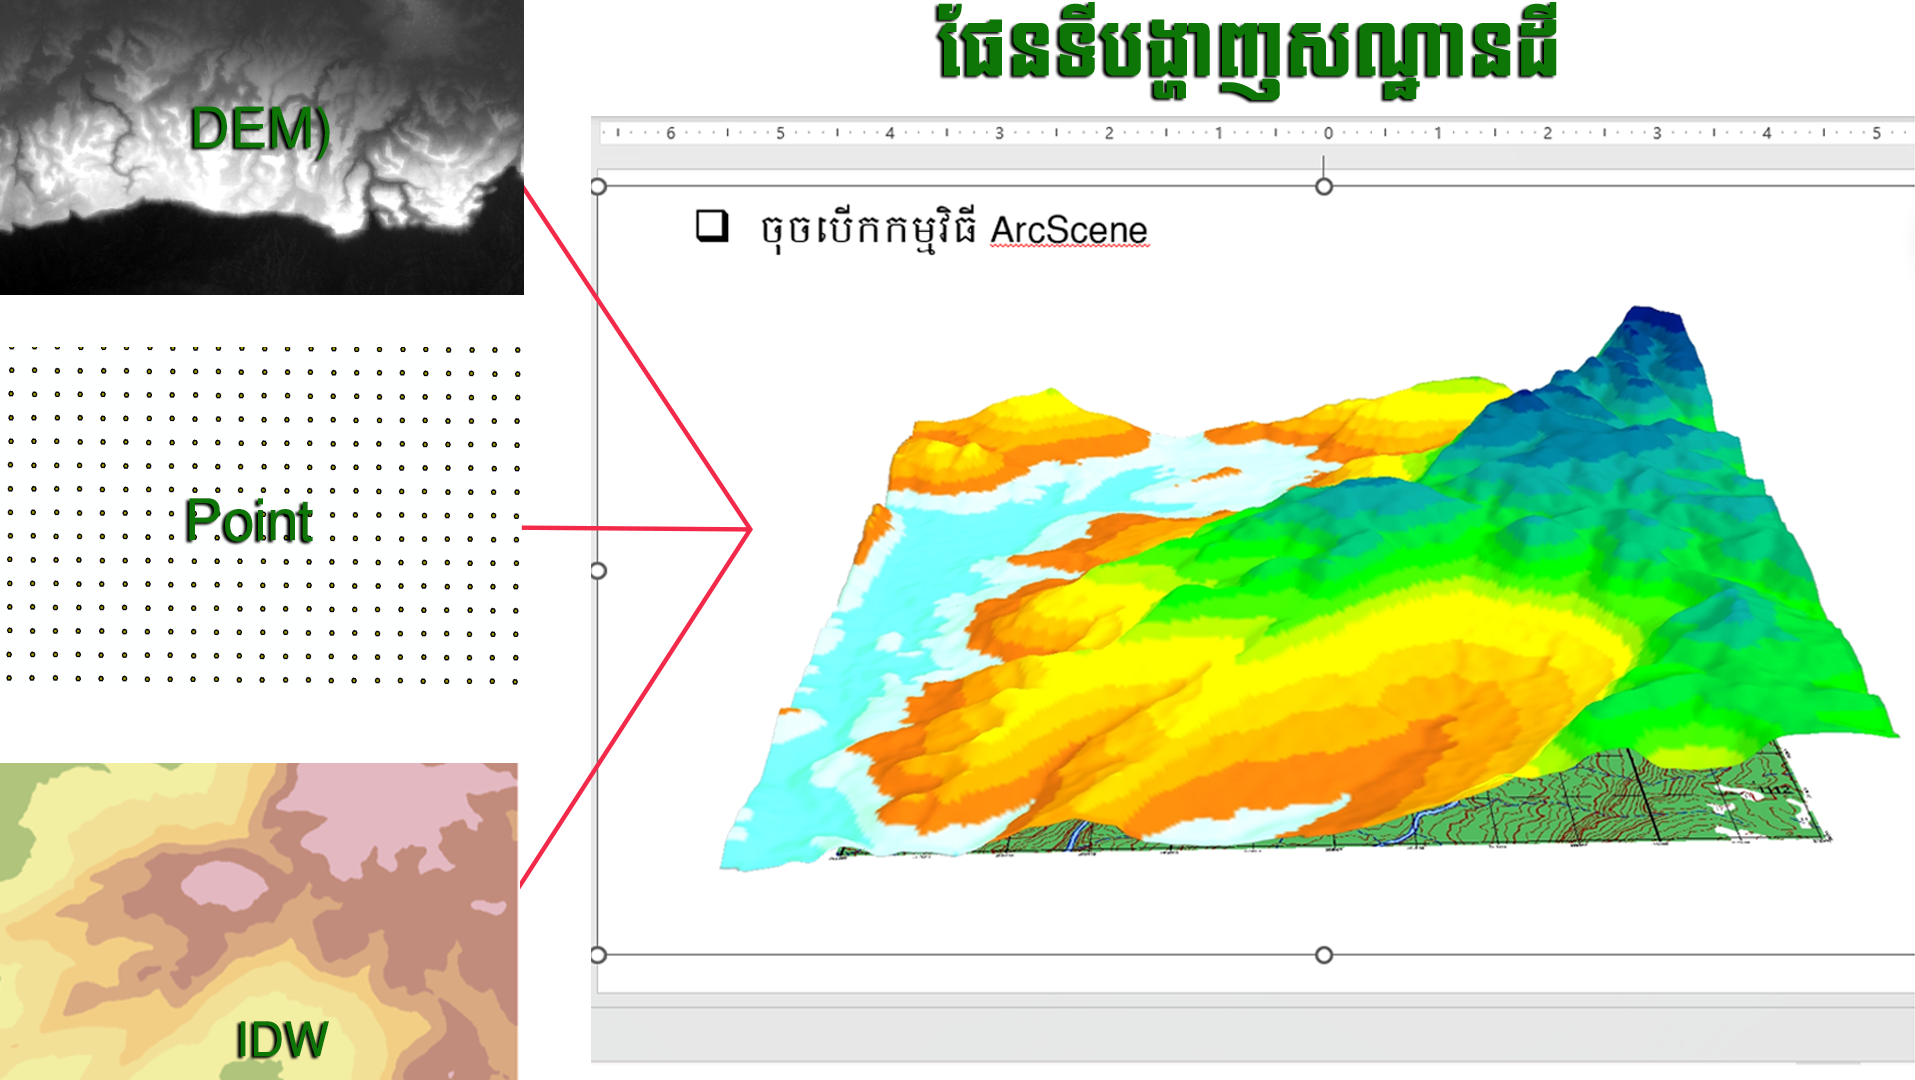 ផែនទីបង្ហាញសណ្ឋានដី
DEM)
6 5 4 3 2 1 0 1 2 3 4 5
❑ ចុចបើកកម្មវិធី ArcScene
Point
IDW